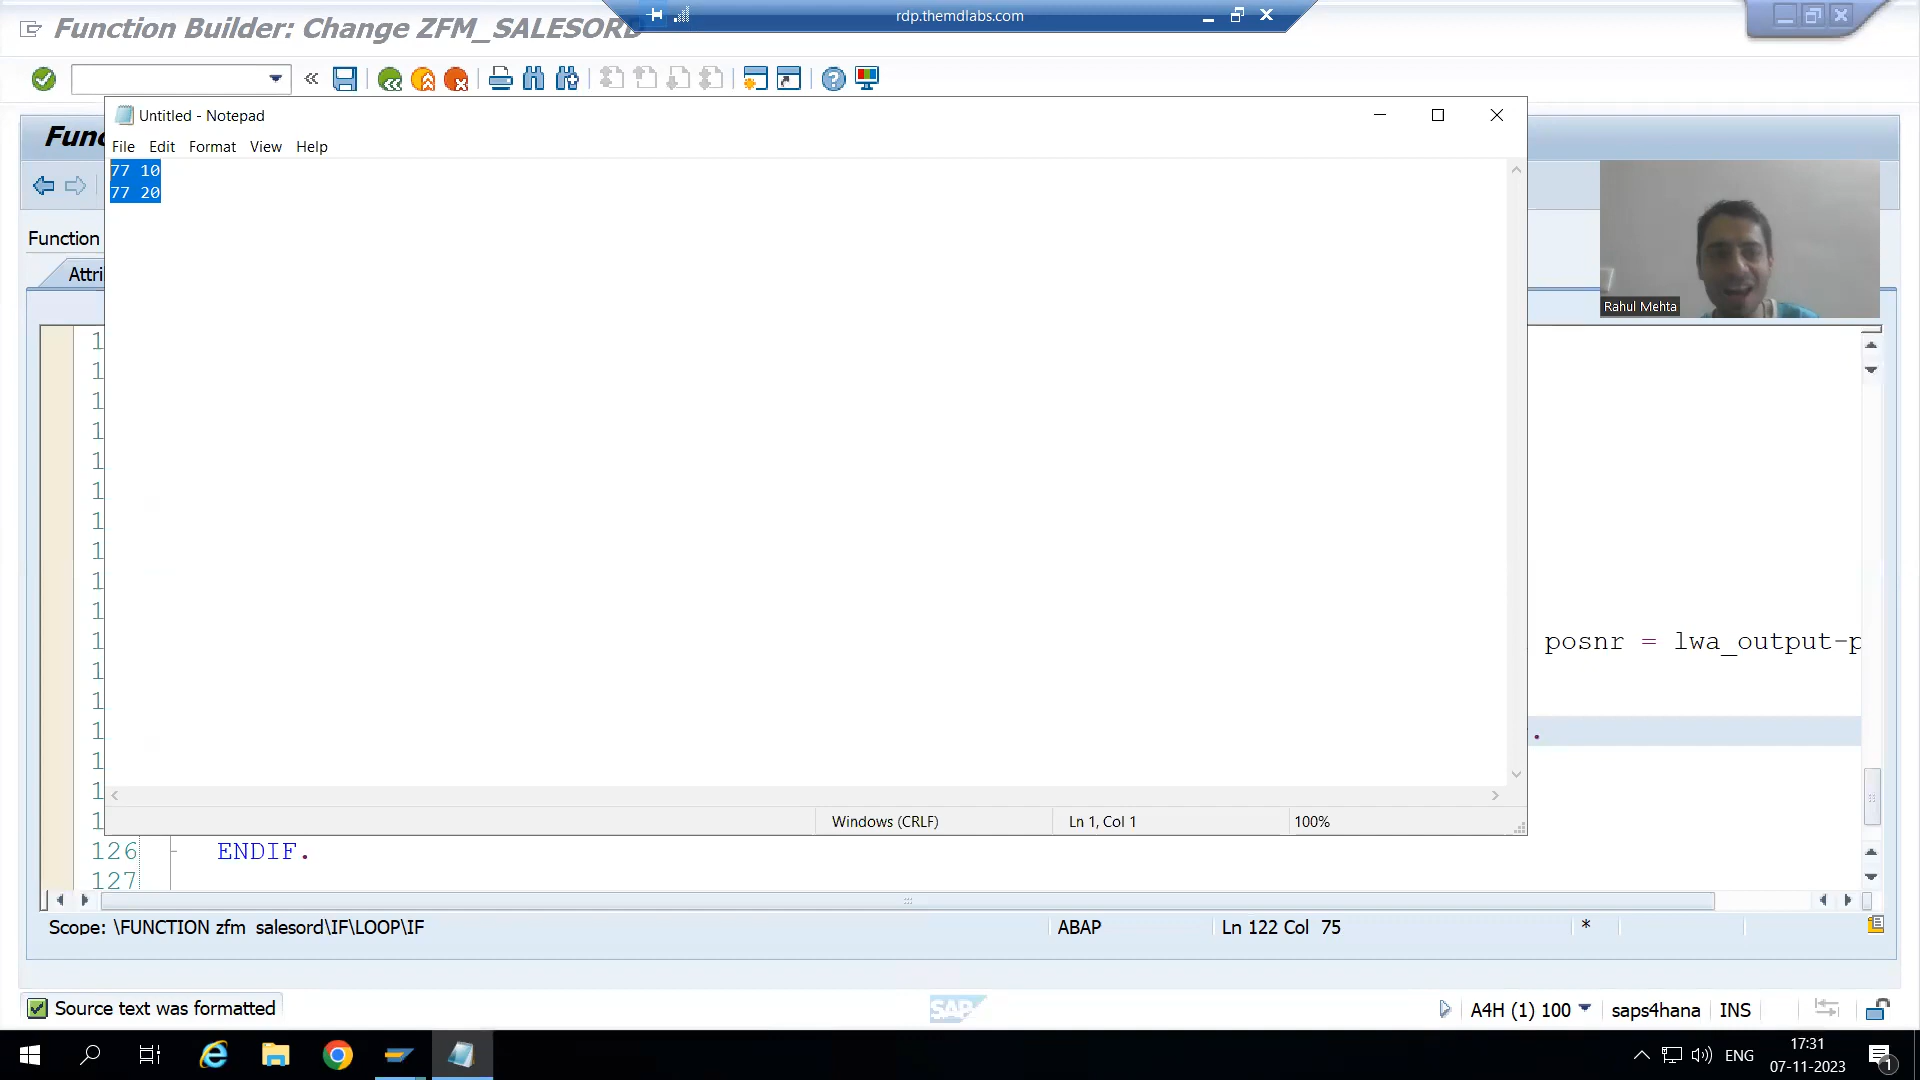 Function Builder: Change ZFM_SALESORD
rdp.themdlabs.com
Untitled - Notepad
File Edit Format View Help
77 10
77 20
Windows (CRLF)
Ln 1, Col 1
100%
Rahul Mehta
Function
Attri
posnr = lwa_output-p
.
126
ENDIF.
127
Scope: \FUNCTION zfm_salesord\IF\LOOP\IF
ABAP
Ln 122 Col 75
*
Source text was formatted
SAP
A4H (1) 100
saps4hana
INS
ENG
17:31
07-11-2023
1